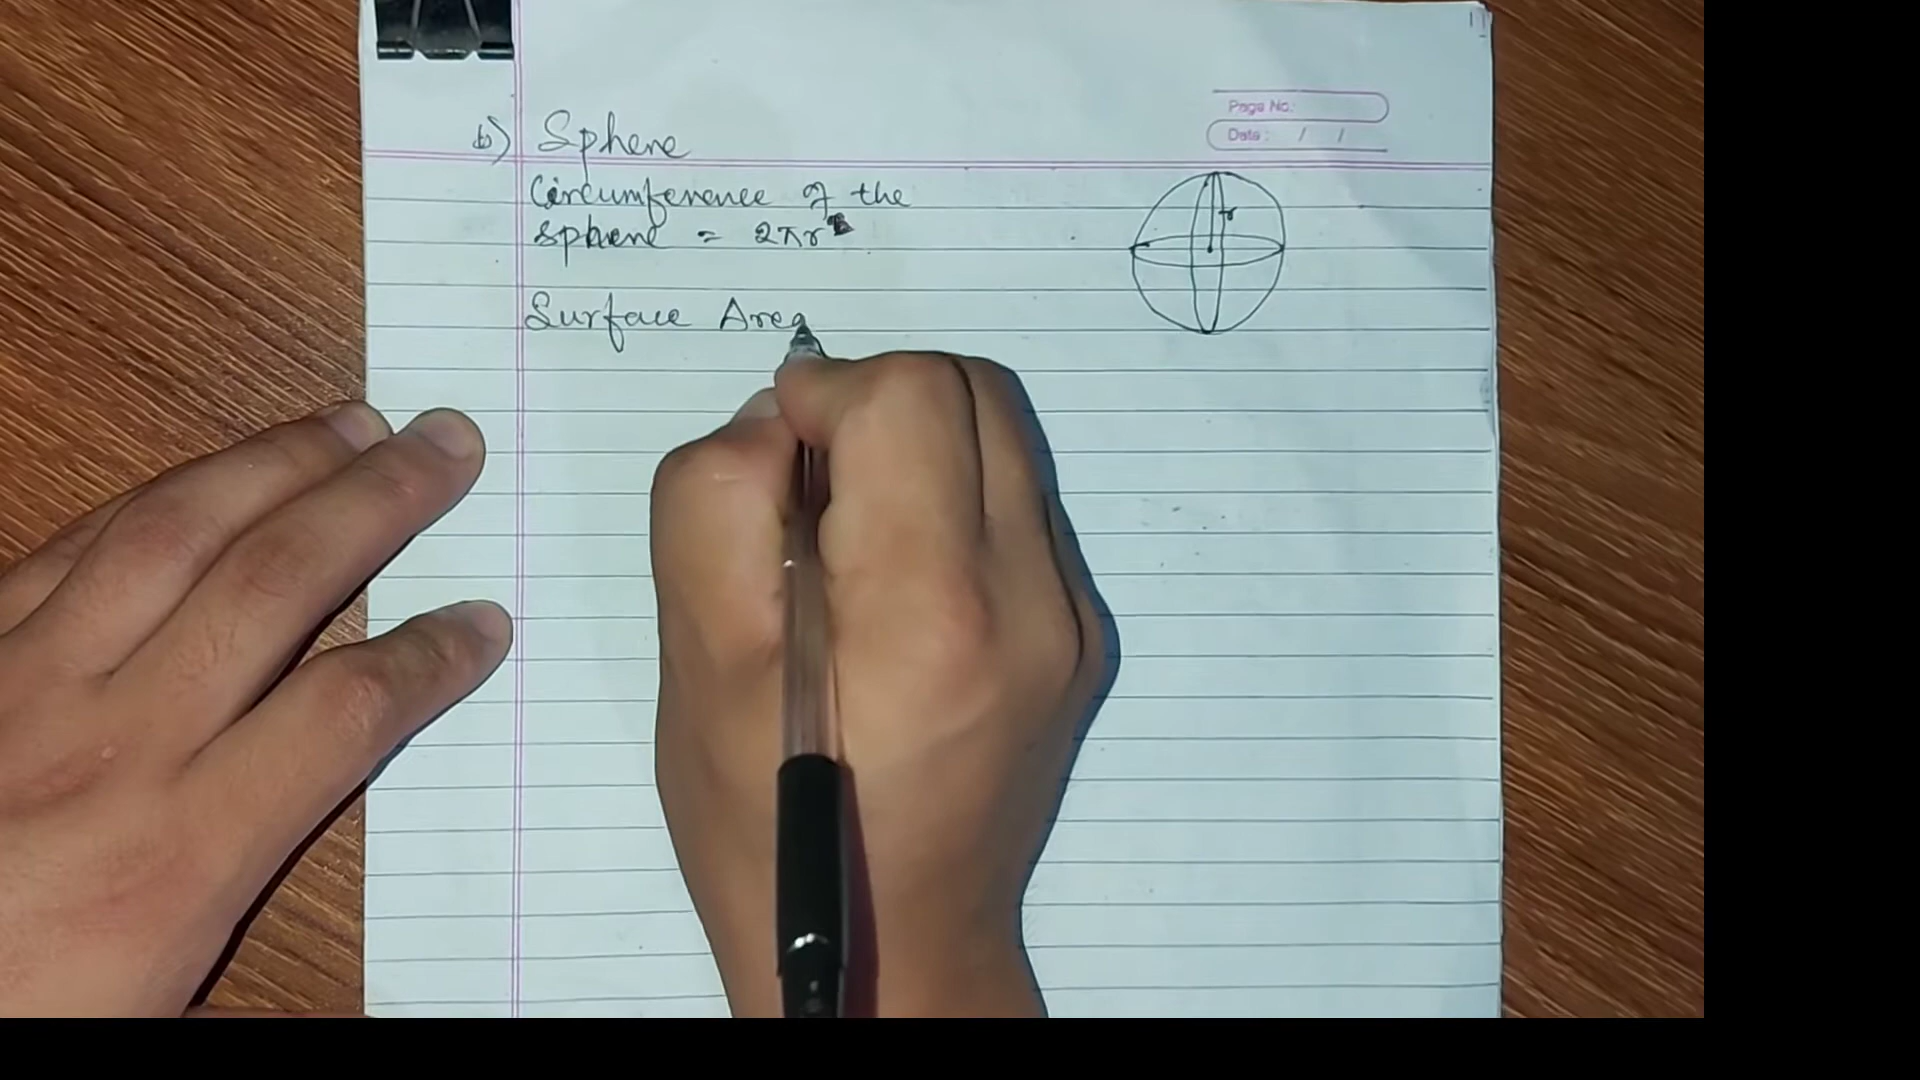 Page No.
Date: / /
b) Sphere
Circumference of the
sphere = 2πr
r
Surface Area